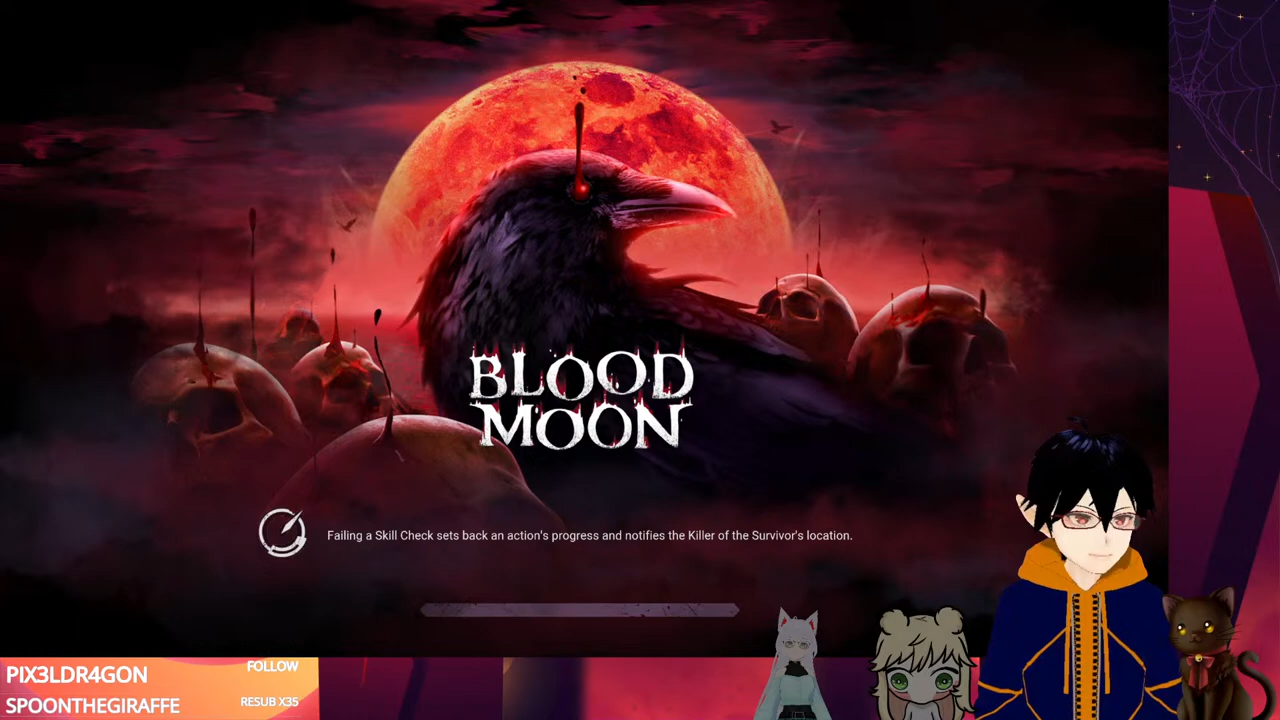 BLOOD
MOON
Failing a Skill Check sets back an action's progress and notifies the Killer of the Survivor's location.
PIX3LDR4GON FOLLOW
SPOONTHEGIRAFFE RESUB X35